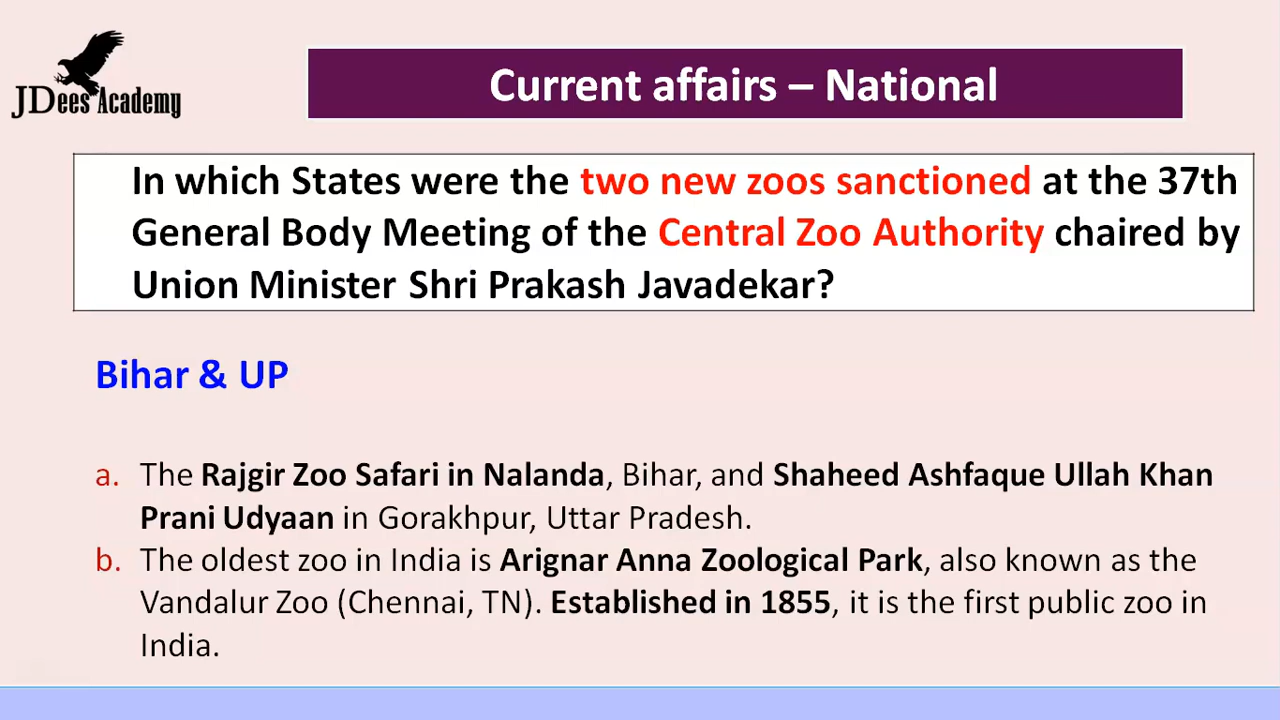 JDees Academy
Current affairs – National
In which States were the two new zoos sanctioned at the 37th
General Body Meeting of the Central Zoo Authority chaired by
Union Minister Shri Prakash Javadekar?
Bihar & UP
a. The Rajgir Zoo Safari in Nalanda, Bihar, and Shaheed Ashfaque Ullah Khan
Prani Udyaan in Gorakhpur, Uttar Pradesh.
b. The oldest zoo in India is Arignar Anna Zoological Park, also known as the
Vandalur Zoo (Chennai, TN). Established in 1855, it is the first public zoo in
India.